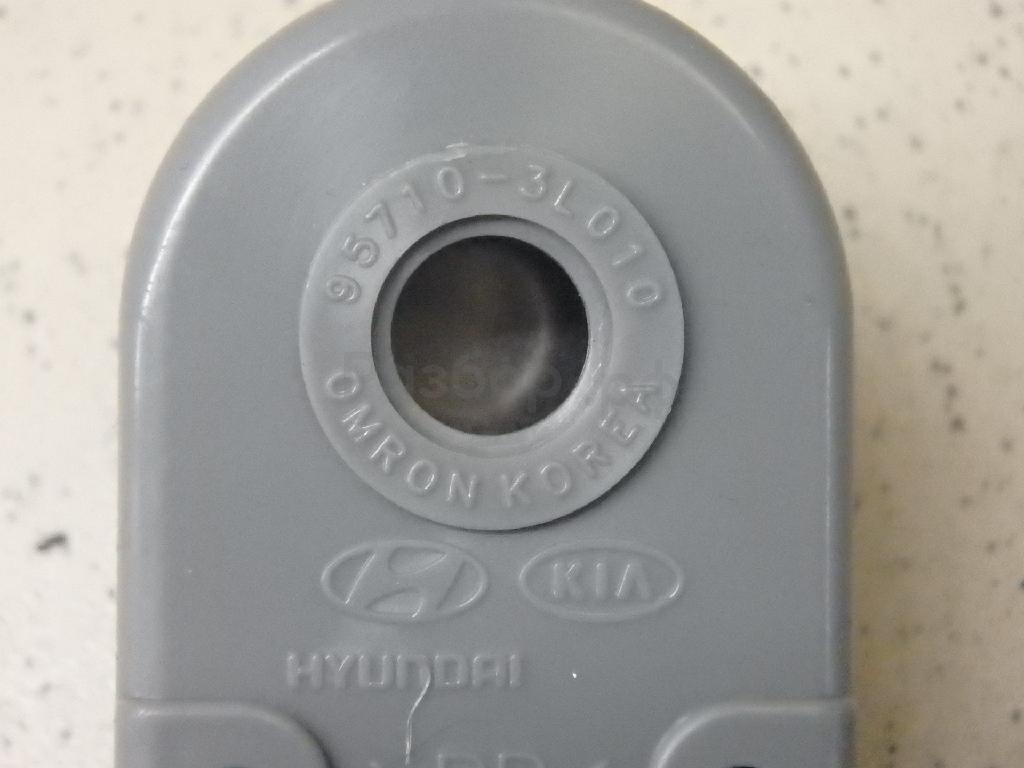 95710-3L010
OMRON KOREA
KIA
HYUNDAI